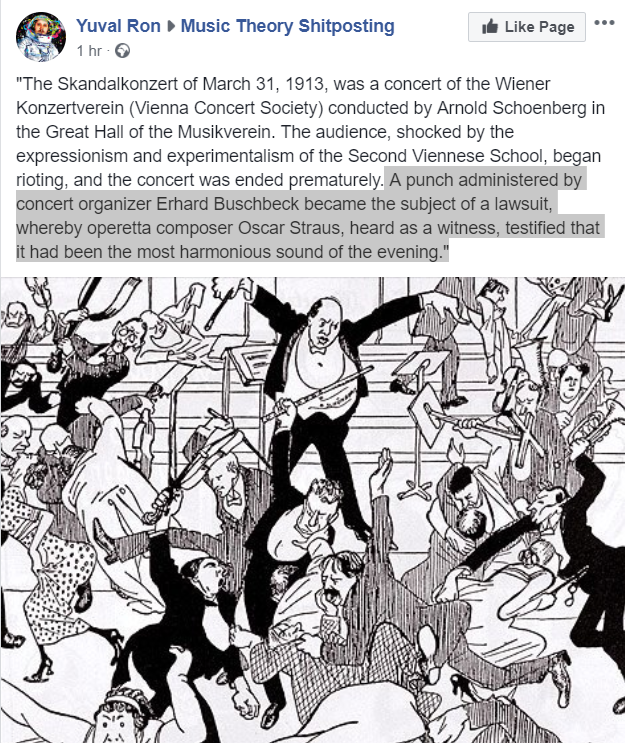 Yuval Ron ▸ Music Theory Shitposting
Like Page
1 hr ·
"The Skandalkonzert of March 31, 1913, was a concert of the Wiener
Konzertverein (Vienna Concert Society) conducted by Arnold Schoenberg in
the Great Hall of the Musikverein. The audience, shocked by the
expressionism and experimentalism of the Second Viennese School, began
rioting, and the concert was ended prematurely. A punch administered by
concert organizer Erhard Buschbeck became the subject of a lawsuit,
whereby operetta composer Oscar Straus, heard as a witness, testified that
it had been the most harmonious sound of the evening."